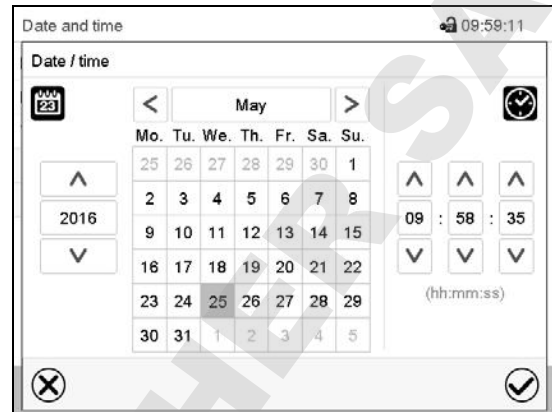 Date and time 09:59:11
Date / time
23
< May >
Mo. Tu. We. Th. Fr. Sa. Su.
25 26 27 28 29 30 1
2 3 4 5 6 7 8
9 10 11 12 13 14 15
16 17 18 19 20 21 22
23 24 25 26 27 28 29
30 31 1 2 3 4 5
2016
09 : 58 : 35
(hh:mm:ss)